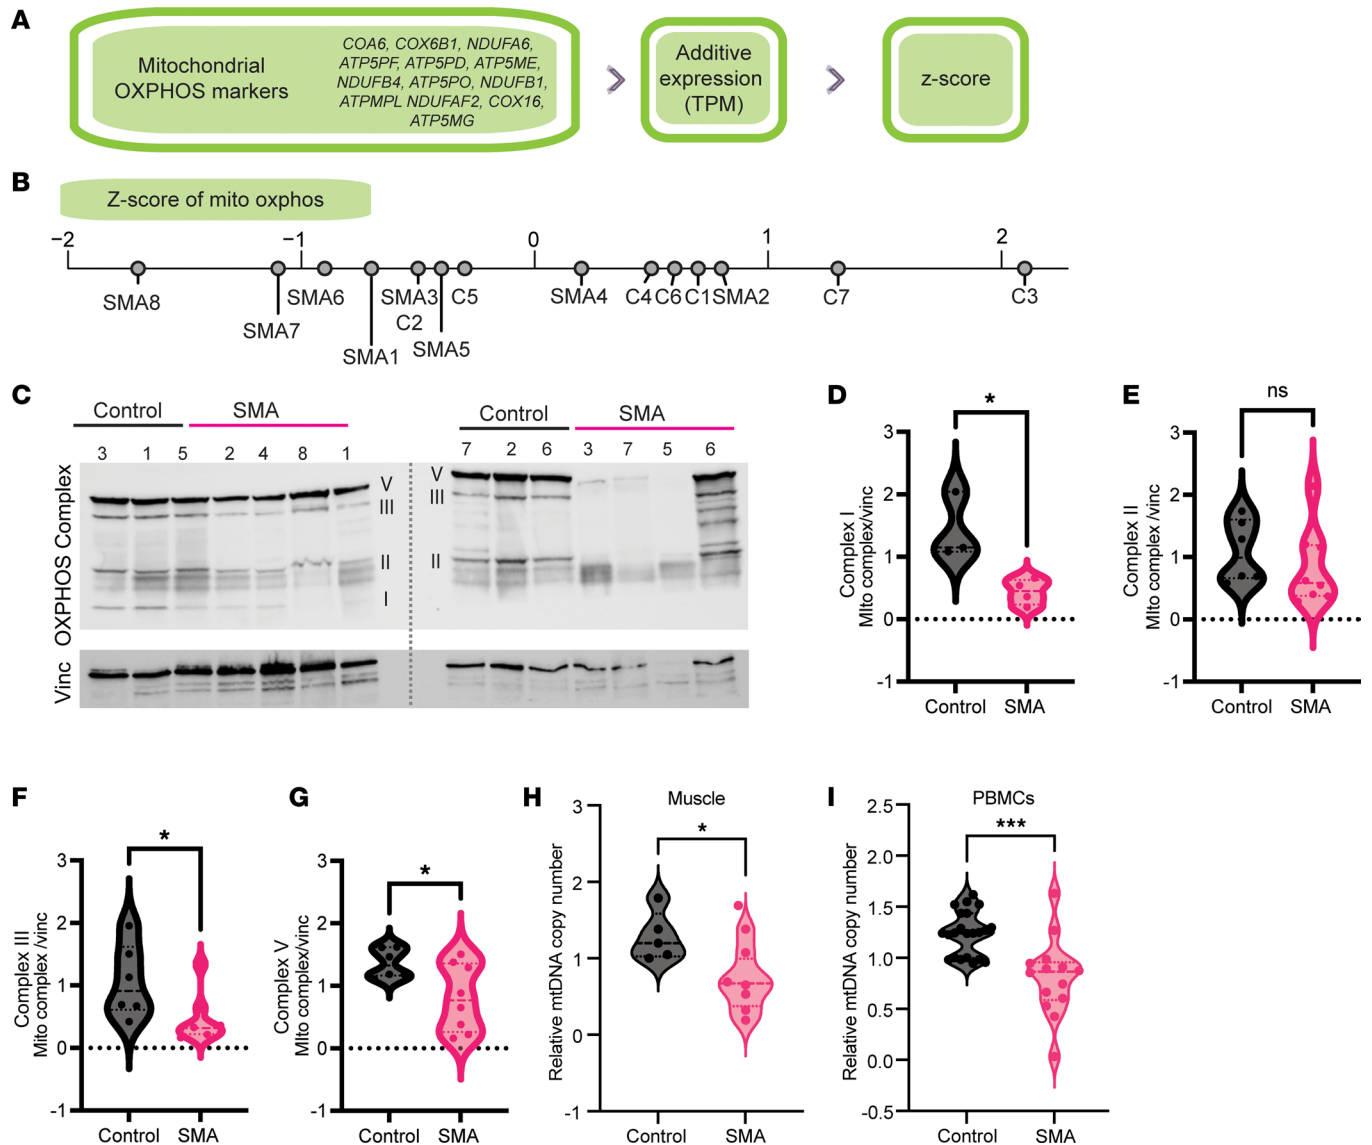 A
Mitochondrial
OXPHOS markers
COA6, COX6B1, NDUFA6,
ATP5PF, ATP5PD, ATP5ME,
NDUFB4, ATP5PO, NDUFB1,
ATPMPL NDUFAF2, COX16,
ATP5MG
Additive
expression
(TPM)
z-score
B
Z-score of mito oxphos
−2 −1 0 1 2
SMA8 SMA6 SMA3 C5 SMA4 C4 C6 C1 SMA2 C7 C3
SMA7 C2
SMA1 SMA5
C
Control SMA Control SMA
3 1 5 2 4 8 1 7 2 6 3 7 5 6
OXPHOS Complex
V
III
II
I
V
III
II
Vinc
D
*
Complex I
MIto complex/vinc
3
2
1
0
-1
Control SMA
E
ns
Complex II
MIto complex /vinc
3
2
1
0
-1
Control SMA
F
*
Complex III
Mito complex /vinc
3
2
1
0
-1
Control SMA
G
*
Complex V
MIto complex/vinc
3
2
1
0
-1
Control SMA
H
Muscle
*
Relative mtDNA copy number
3
2
1
0
-1
Control SMA
I
PBMCs
***
Relative mtDNA copy number
2.5
2.0
1.5
1.0
0.5
0.0
-0.5
Control SMA